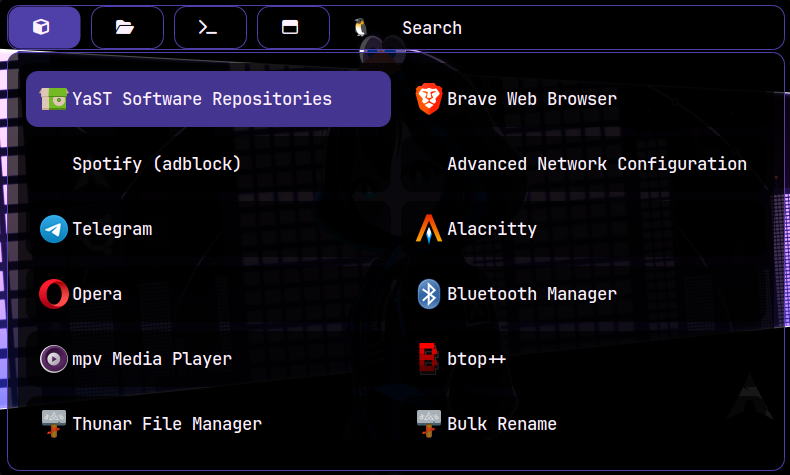 Search
YaST Software Repositories
Brave Web Browser
Spotify (adblock)
Advanced Network Configuration
Telegram
Alacritty
Opera
Bluetooth Manager
mpv Media Player
btop++
Thunar File Manager
Bulk Rename